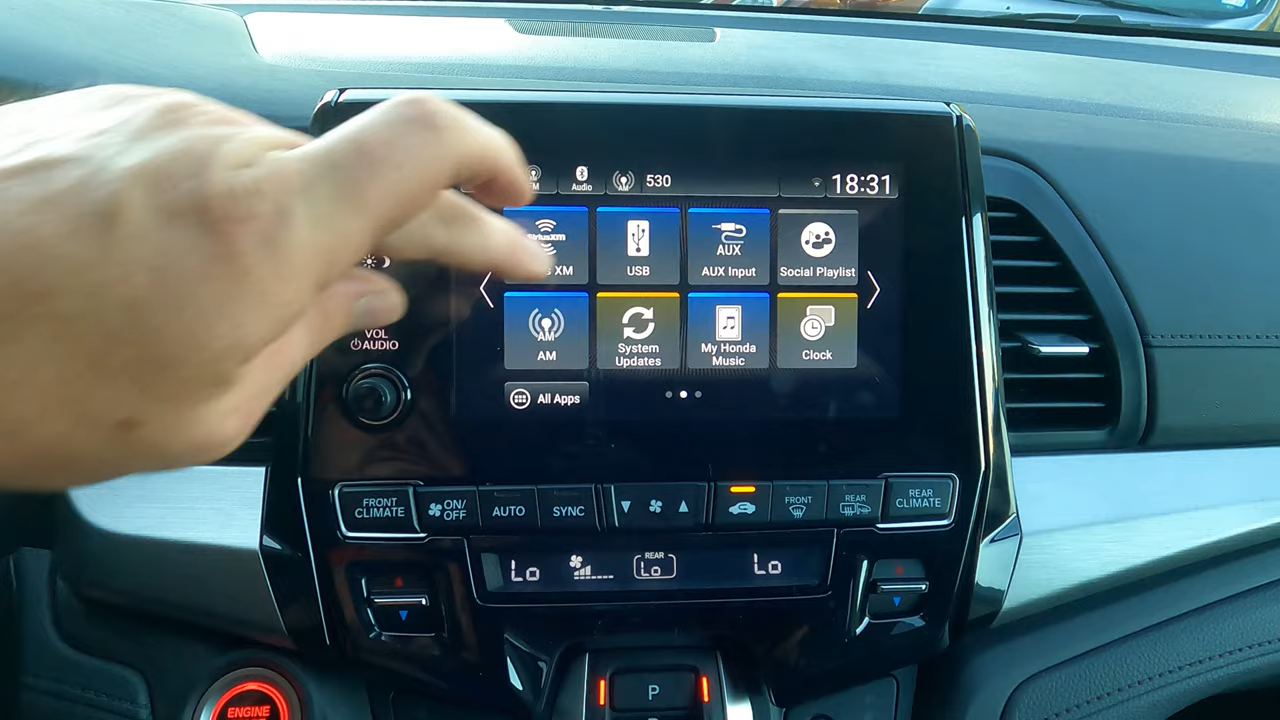 Audio
530
18:31
XM
USB
AUX
AUX Input
Social Playlist
AM
AM
System
Updates
My Honda
Music
Clock
All Apps
VOL
AUDIO
FRONT
CLIMATE
ON/
OFF
AUTO
SYNC
FRONT
REAR
REAR
CLIMATE
Lo
REAR
Lo
Lo
P
ENGINE